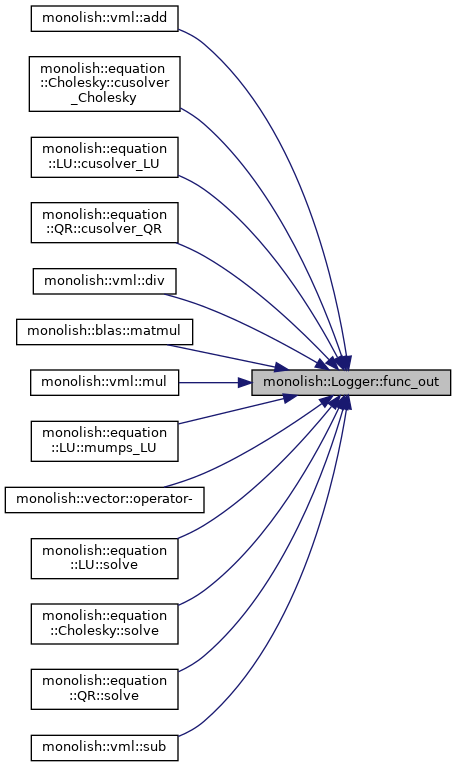 monolish::vml::add
monolish::equation
::Cholesky::cusolver
_Cholesky
monolish::equation
::LU::cusolver_LU
monolish::equation
::QR::cusolver_QR
monolish::vml::div
monolish::blas::matmul
monolish::vml::mul
monolish::Logger::func_out
monolish::equation
::LU::mumps_LU
monolish::vector::operator-
monolish::equation
::LU::solve
monolish::equation
::Cholesky::solve
monolish::equation
::QR::solve
monolish::vml::sub